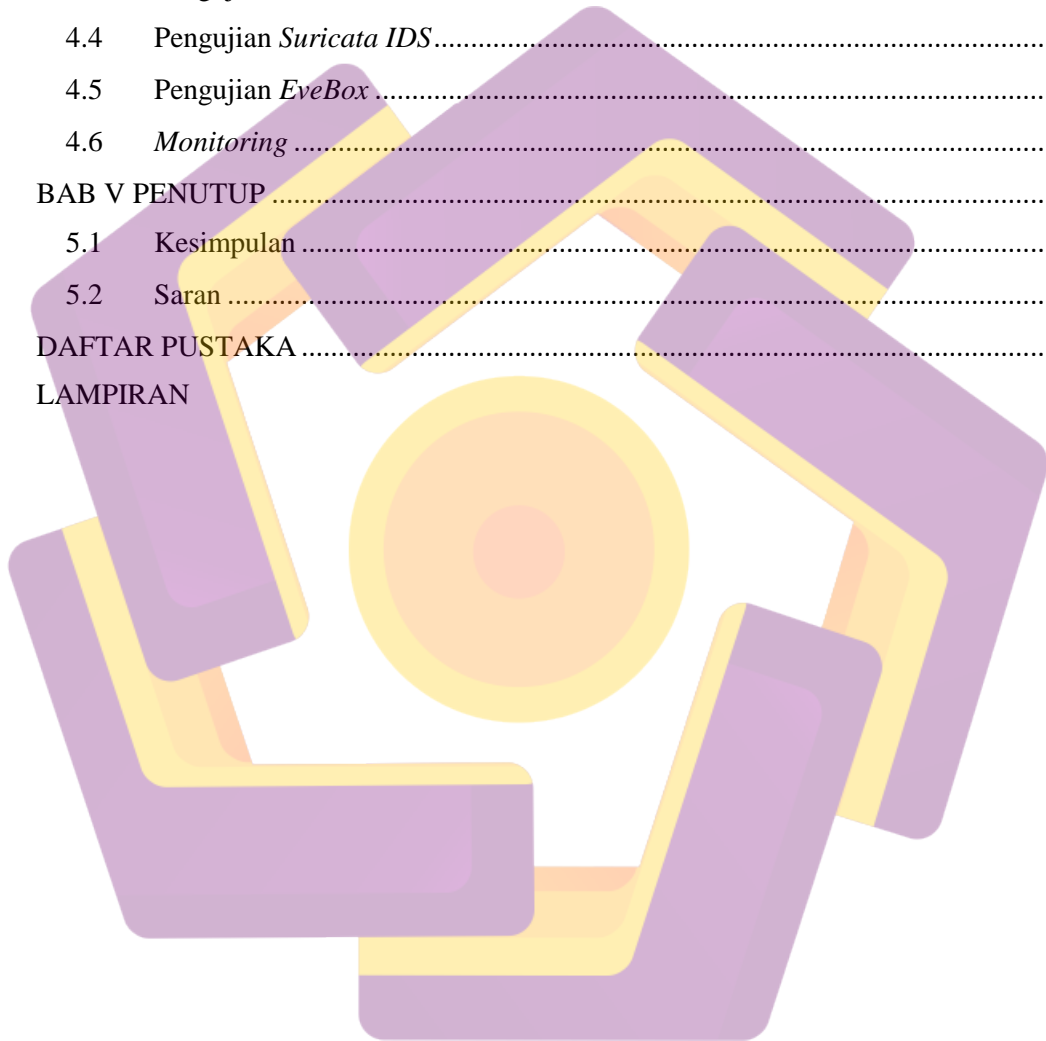 4.4 Pengujian Suricata IDS....................................................................................
4.5 Pengujian EveBox ............................................................................................
4.6 Monitoring .........................................................................................................
BAB V PENUTUP .........................................................................................................
5.1 Kesimpulan ........................................................................................................
5.2 Saran ..................................................................................................................
DAFTAR PUSTAKA .....................................................................................................
LAMPIRAN